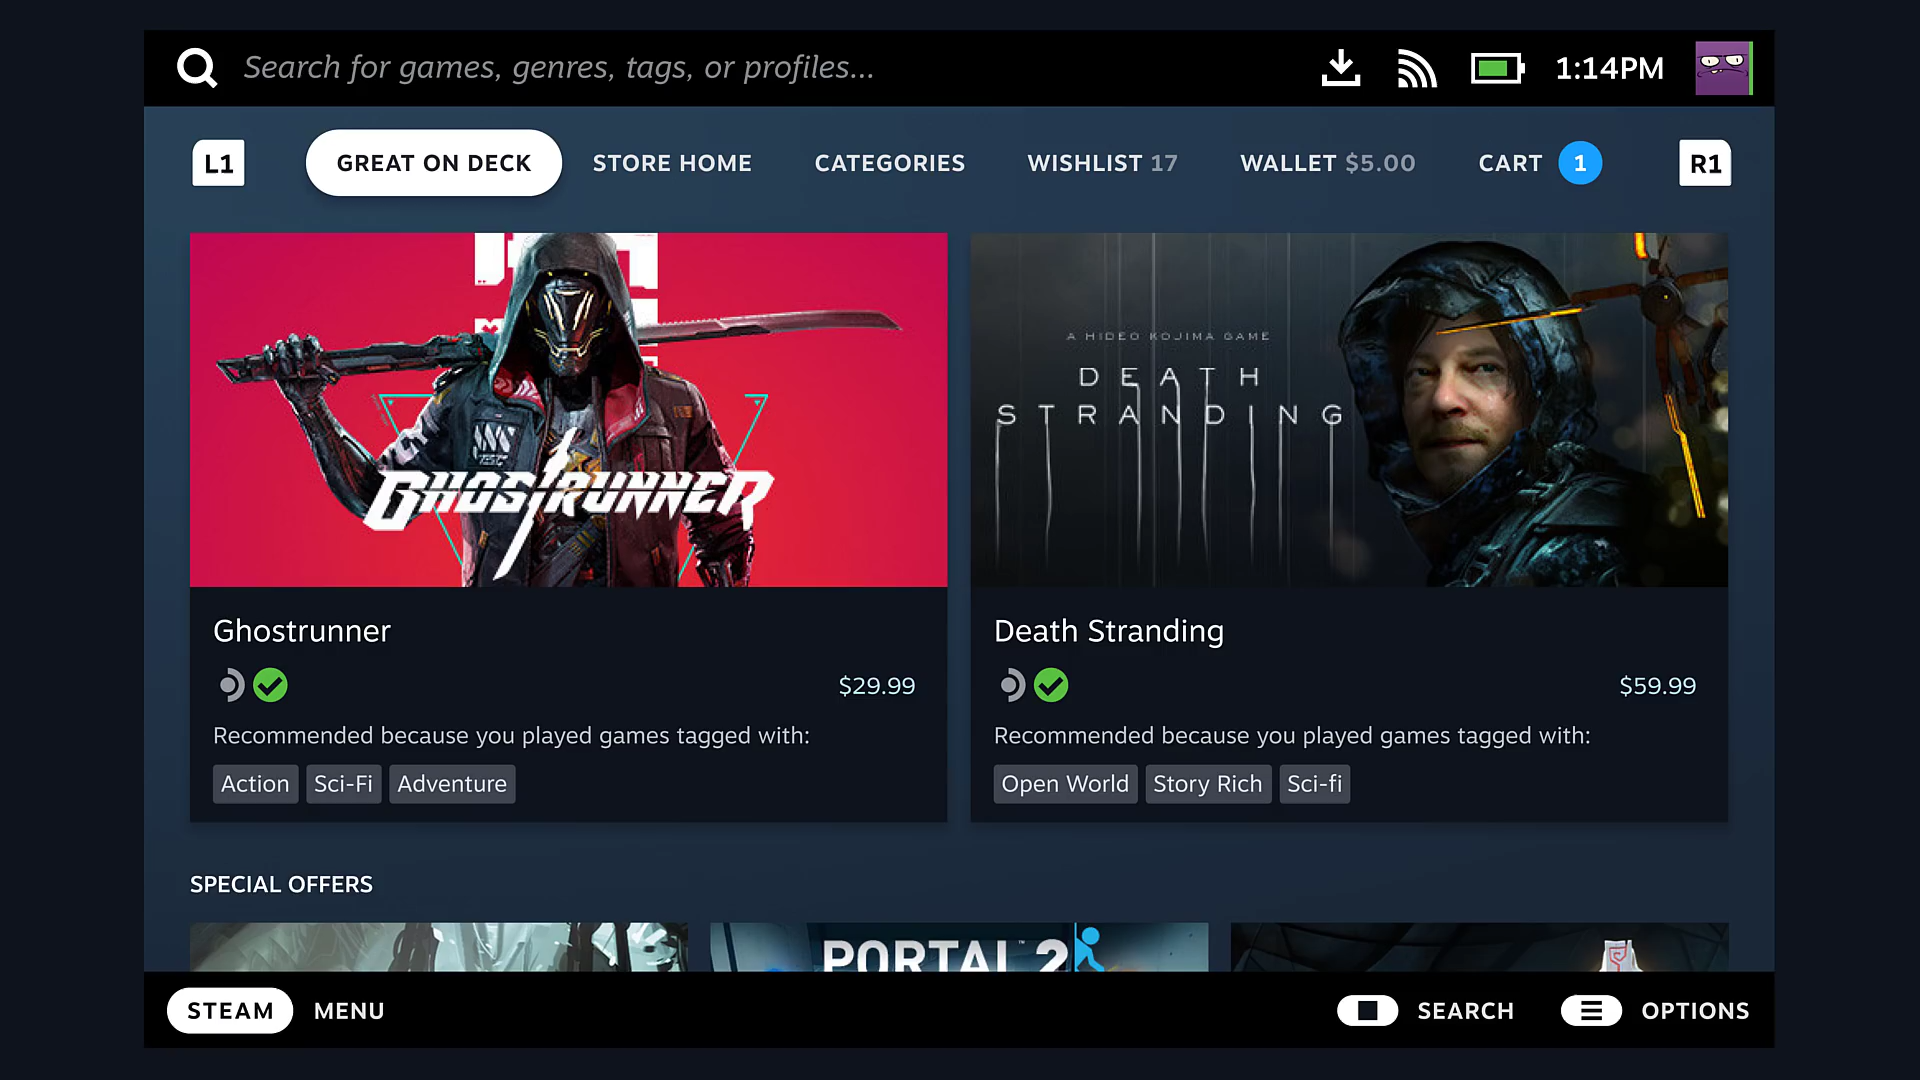 Search for games, genres, tags, or profiles...
1:14PM
L1
GREAT ON DECK
STORE HOME
CATEGORIES
WISHLIST 17
WALLET $5.00
CART 1
R1
GHOSTRUNNER
A HIDEO KOJIMA GAME
DEATH
STRANDING
Ghostrunner
$29.99
Recommended because you played games tagged with:
Action Sci-Fi Adventure
Death Stranding
$59.99
Recommended because you played games tagged with:
Open World Story Rich Sci-fi
SPECIAL OFFERS
PORTAL 2
STEAM MENU
SEARCH
OPTIONS